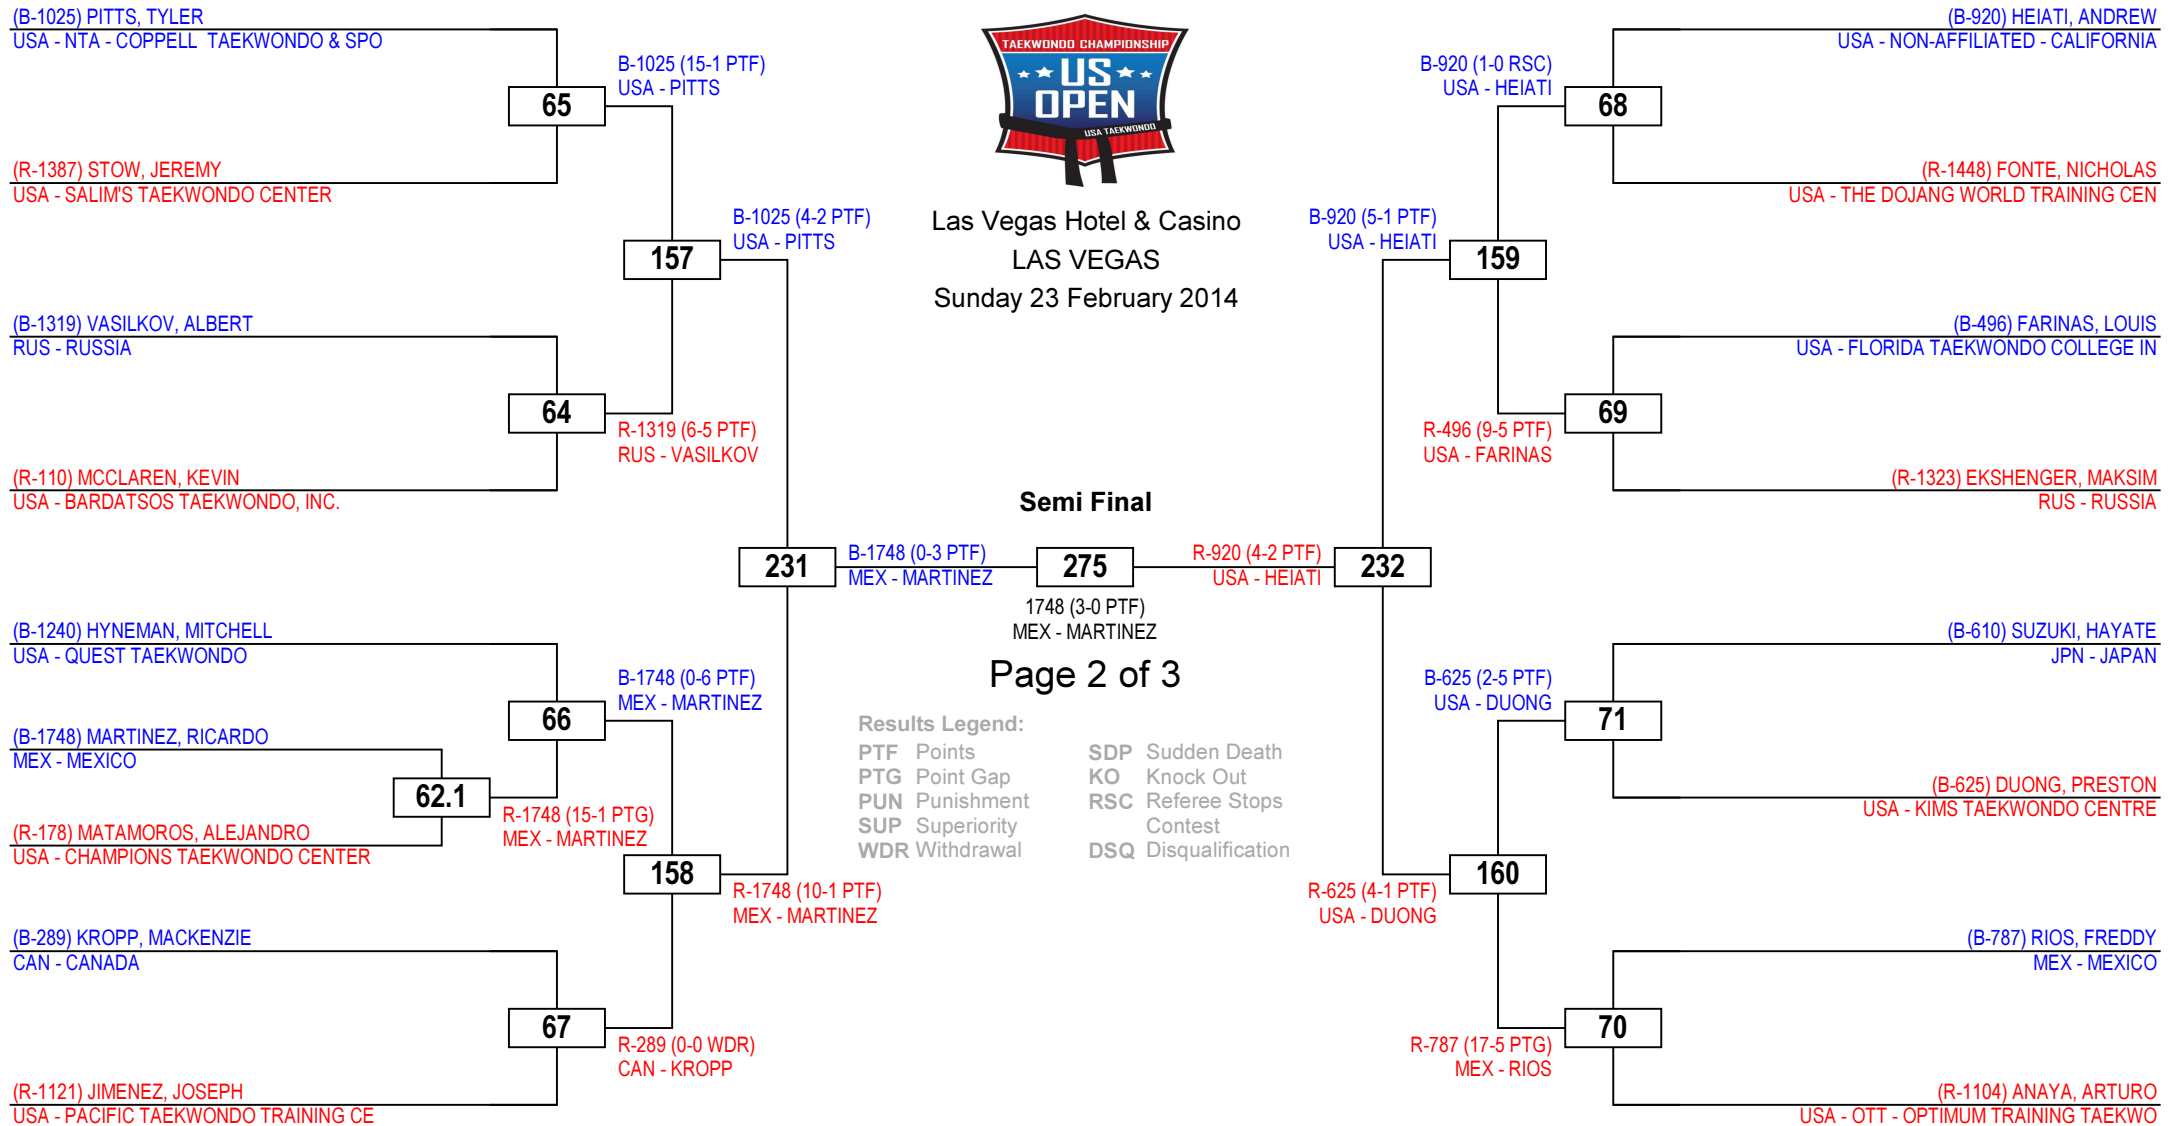 (B-1025) PITTS, TYLER
USA - NTA - COPPELL  TAEKWONDO & SPO
B-1025 (15-1 PTF)
USA - PITTS
65
(R-1387) STOW, JEREMY
USA - SALIM'S TAEKWONDO CENTER
B-1025 (4-2 PTF)
USA - PITTS
157
(B-1319) VASILKOV, ALBERT
RUS - RUSSIA
64
R-1319 (6-5 PTF)
RUS - VASILKOV
(R-110) MCCLAREN, KEVIN
USA - BARDATSOS TAEKWONDO, INC.
231
B-1748 (0-3 PTF)
MEX - MARTINEZ
(B-1240) HYNEMAN, MITCHELL
USA - QUEST TAEKWONDO
B-1748 (0-6 PTF)
MEX - MARTINEZ
66
(B-1748) MARTINEZ, RICARDO
MEX - MEXICO
62.1
R-1748 (15-1 PTG)
MEX - MARTINEZ
(R-178) MATAMOROS, ALEJANDRO
USA - CHAMPIONS TAEKWONDO CENTER
158
R-1748 (10-1 PTF)
MEX - MARTINEZ
(B-289) KROPP, MACKENZIE
CAN - CANADA
67
R-289 (0-0 WDR)
CAN - KROPP
(R-1121) JIMENEZ, JOSEPH
USA - PACIFIC TAEKWONDO TRAINING CE
TAEKWONDO CHAMPIONSHIP
US
OPEN
USA TAEKWONDO
Las Vegas Hotel & Casino
LAS VEGAS
Sunday 23 February 2014
Semi Final
275
1748 (3-0 PTF)
MEX - MARTINEZ
Page 2 of 3
Results Legend:
PTF Points
PTG Point Gap
PUN Punishment
SUP Superiority
WDR Withdrawal
SDP Sudden Death
KO Knock Out
RSC Referee Stops
Contest
DSQ Disqualification
(B-920) HEIATI, ANDREW
USA - NON-AFFILIATED - CALIFORNIA
B-920 (1-0 RSC)
USA - HEIATI
68
(R-1448) FONTE, NICHOLAS
USA - THE DOJANG WORLD TRAINING CEN
B-920 (5-1 PTF)
USA - HEIATI
159
(B-496) FARINAS, LOUIS
USA - FLORIDA TAEKWONDO COLLEGE IN
69
R-496 (9-5 PTF)
USA - FARINAS
(R-1323) EKSHENGER, MAKSIM
RUS - RUSSIA
R-920 (4-2 PTF)
USA - HEIATI
232
(B-610) SUZUKI, HAYATE
JPN - JAPAN
B-625 (2-5 PTF)
USA - DUONG
71
(B-625) DUONG, PRESTON
USA - KIMS TAEKWONDO CENTRE
160
R-625 (4-1 PTF)
USA - DUONG
(B-787) RIOS, FREDDY
MEX - MEXICO
70
R-787 (17-5 PTG)
MEX - RIOS
(R-1104) ANAYA, ARTURO
USA - OTT - OPTIMUM TRAINING TAEKWO